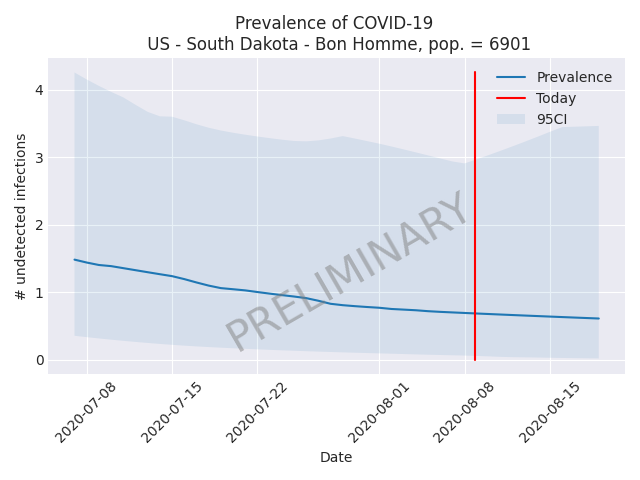 Prevalence of COVID-19
US - South Dakota - Bon Homme, pop. = 6901
Prevalence
Today
95CI
# undetected infections
4
3
2
1
0
PRELIMINARY
2020-07-08
2020-07-15
2020-07-22
2020-08-01
2020-08-08
2020-08-15
Date